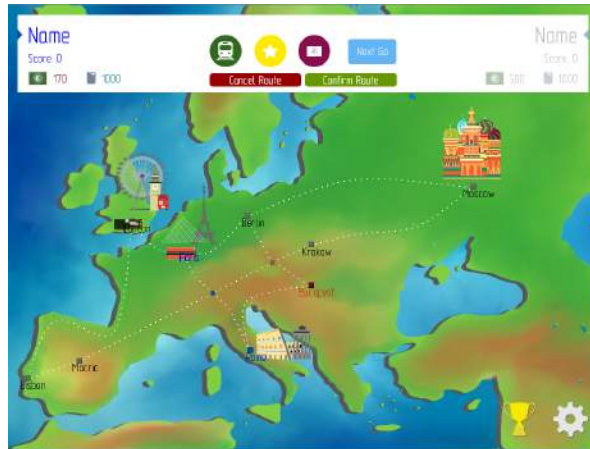 Name
Score: 0
170
1000
Next Go
Cancel Route
Confirm Route
Name
Score: 0
1000
Moscow
Berlin
Krakow
Paris
Budapest
Rome
Madrid
Lisbon